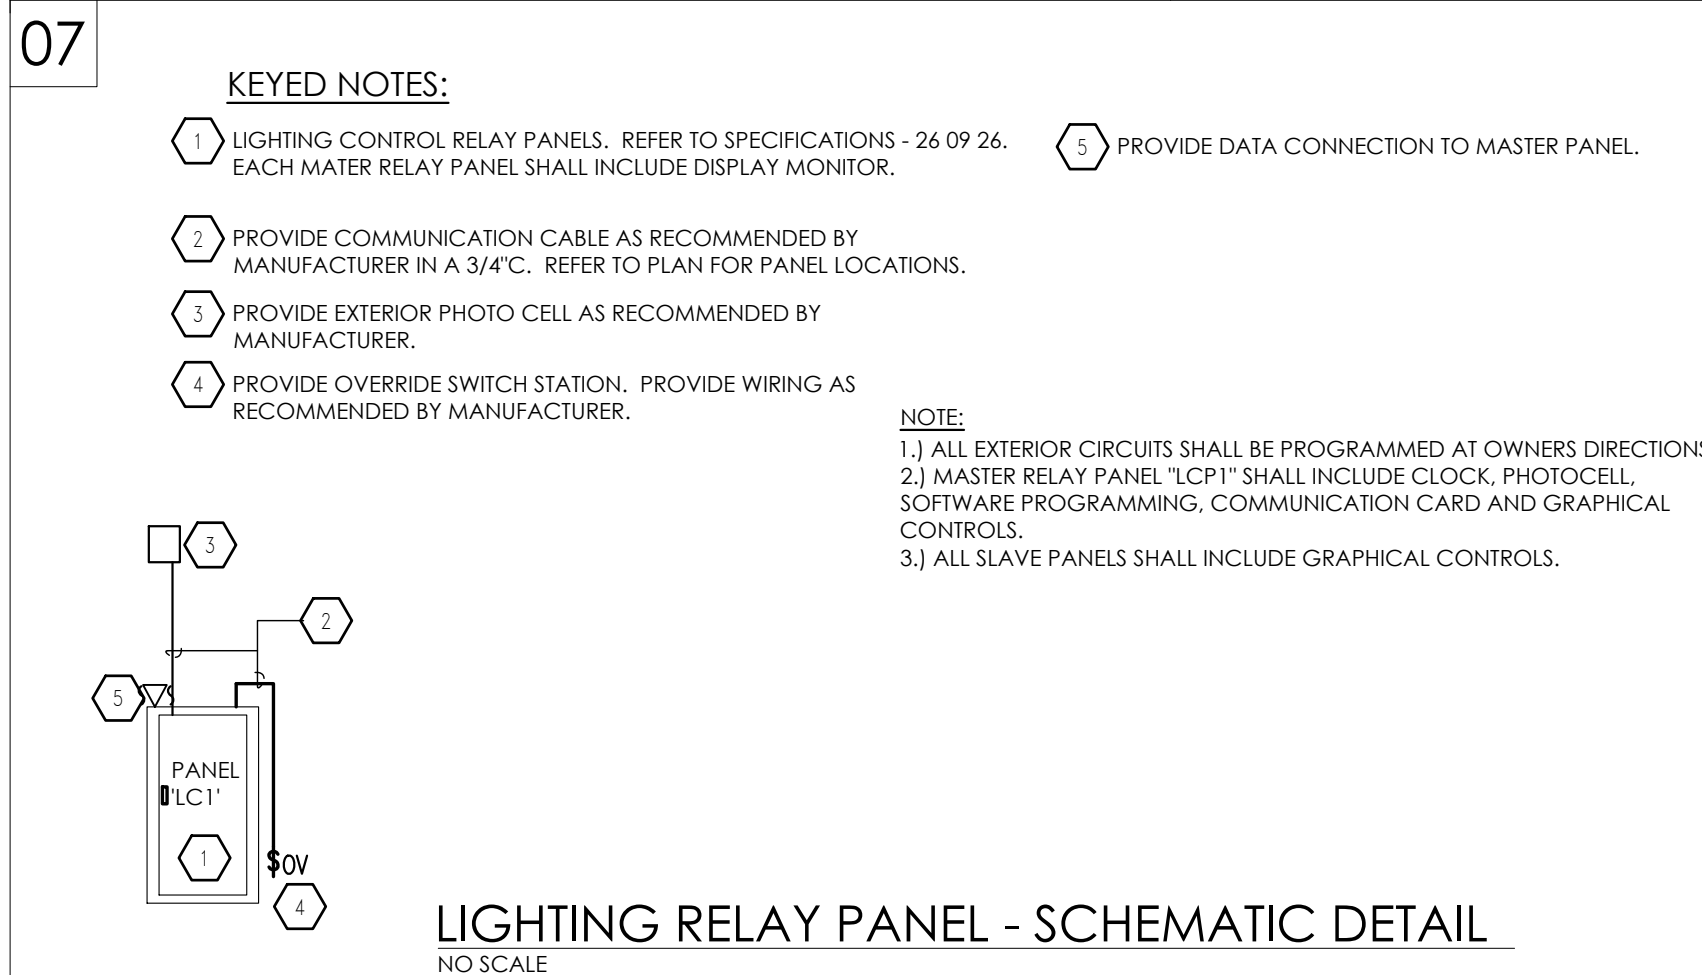 07
KEYED NOTES:
1 LIGHTING CONTROL RELAY PANELS. REFER TO SPECIFICATIONS - 26 09 26.
EACH MATER RELAY PANEL SHALL INCLUDE DISPLAY MONITOR.
2 PROVIDE COMMUNICATION CABLE AS RECOMMENDED BY
MANUFACTURER IN A 3/4"C. REFER TO PLAN FOR PANEL LOCATIONS.
3 PROVIDE EXTERIOR PHOTO CELL AS RECOMMENDED BY
MANUFACTURER.
4 PROVIDE OVERRIDE SWITCH STATION. PROVIDE WIRING AS
RECOMMENDED BY MANUFACTURER.
5 PROVIDE DATA CONNECTION TO MASTER PANEL.
NOTE:
1.) ALL EXTERIOR CIRCUITS SHALL BE PROGRAMMED AT OWNERS DIRECTIONS
2.) MASTER RELAY PANEL "LCP1" SHALL INCLUDE CLOCK, PHOTOCELL,
SOFTWARE PROGRAMMING, COMMUNICATION CARD AND GRAPHICAL
CONTROLS.
3.) ALL SLAVE PANELS SHALL INCLUDE GRAPHICAL CONTROLS.
3
2
5
PANEL
'LC1'
1
$OV
4
LIGHTING RELAY PANEL - SCHEMATIC DETAIL
NO SCALE